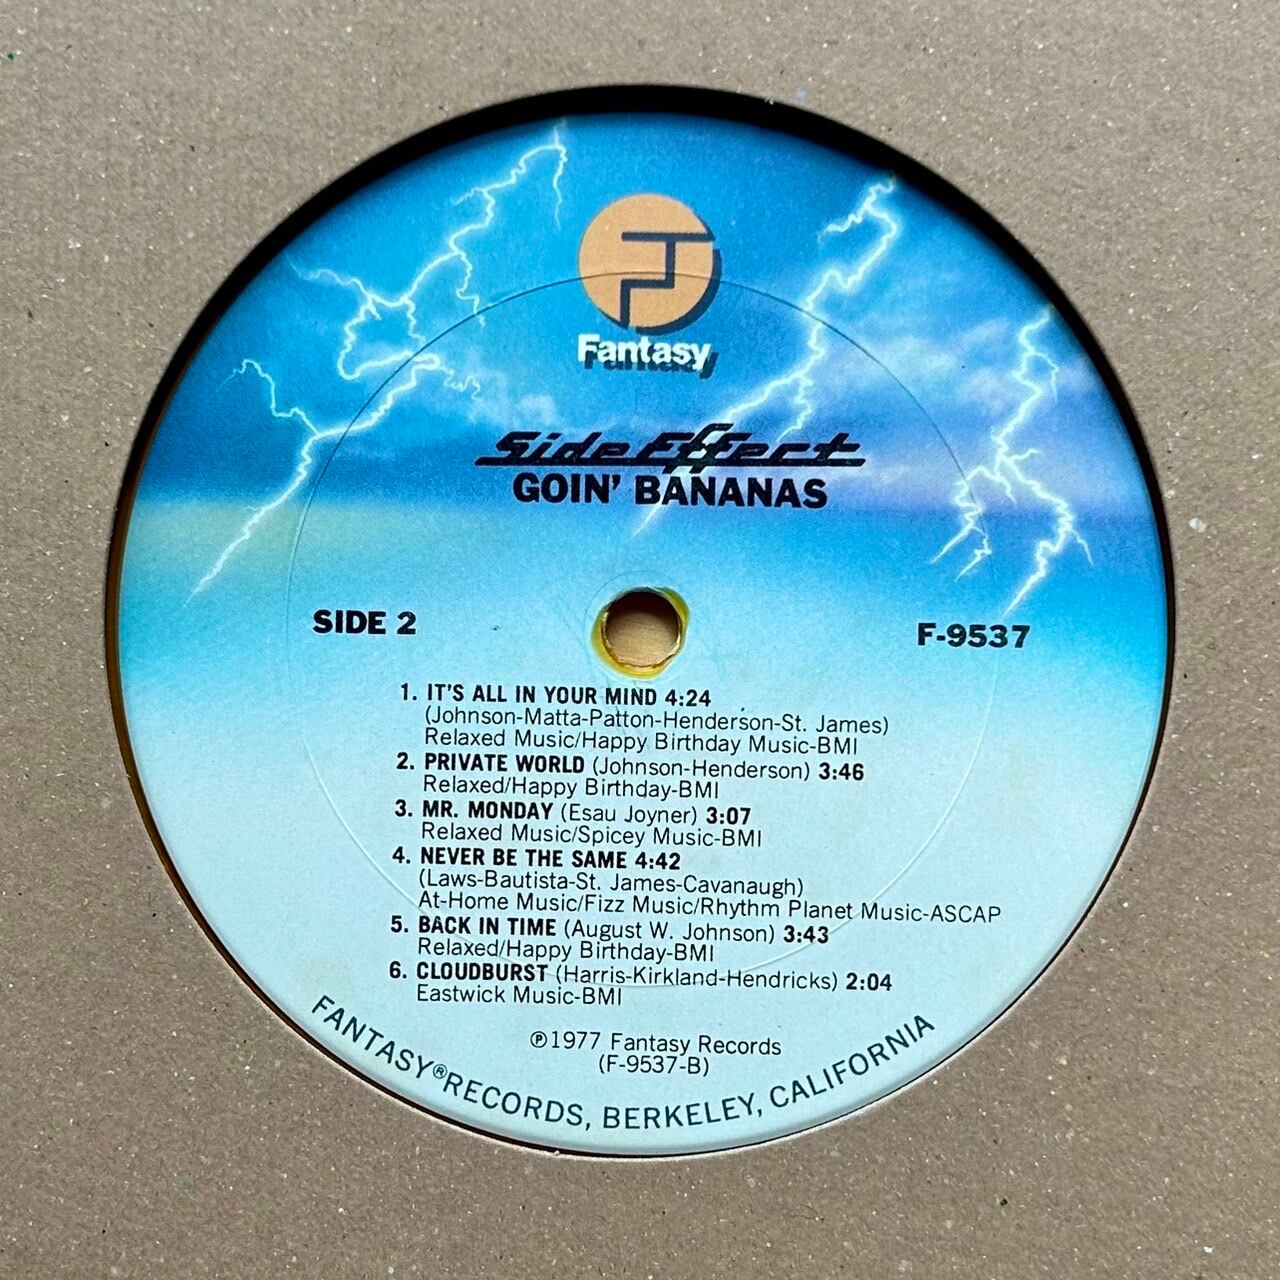 Fantasy
Side Effect
GOIN' BANANAS
SIDE 2
F-9537
1. IT'S ALL IN YOUR MIND 4:24
(Johnson-Matta-Patton-Henderson-St. James)
Relaxed Music/Happy Birthday Music-BMI
2. PRIVATE WORLD (Johnson-Henderson) 3:46
Relaxed/Happy Birthday-BMI
3. MR. MONDAY (Esau Joyner) 3:07
Relaxed Music/Spicey Music-BMI
4. NEVER BE THE SAME 4:42
(Laws-Bautista-St. James-Cavanaugh)
At-Home Music/Fizz Music/Rhythm Planet Music-ASCAP
5. BACK IN TIME (August W. Johnson) 3:43
Relaxed/Happy Birthday-BMI
6. CLOUDBURST (Harris-Kirkland-Hendricks) 2:04
Eastwick Music-BMI
℗1977 Fantasy Records
(F-9537-B)
FANTASY® RECORDS, BERKELEY, CALIFORNIA